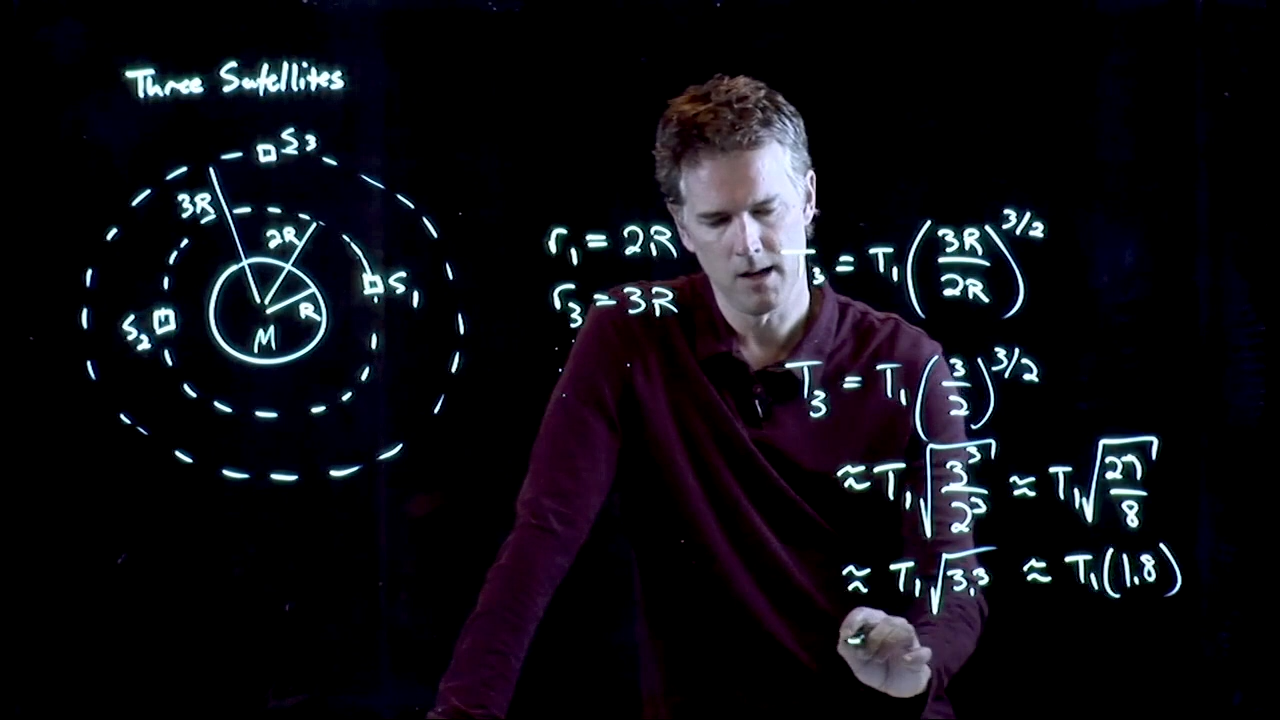 Three Satellites
S3
3R
2R
S1
R
S2
M
r1 = 2R
r3 = 3R
T3 = T1 (3R/2R)^3/2
T3 = T1 (3/2)^3/2
≈ T1 √(3^3/2^3) ≈ T1 √(27/8)
≈ T1 √3.3 ≈ T1 (1.8)